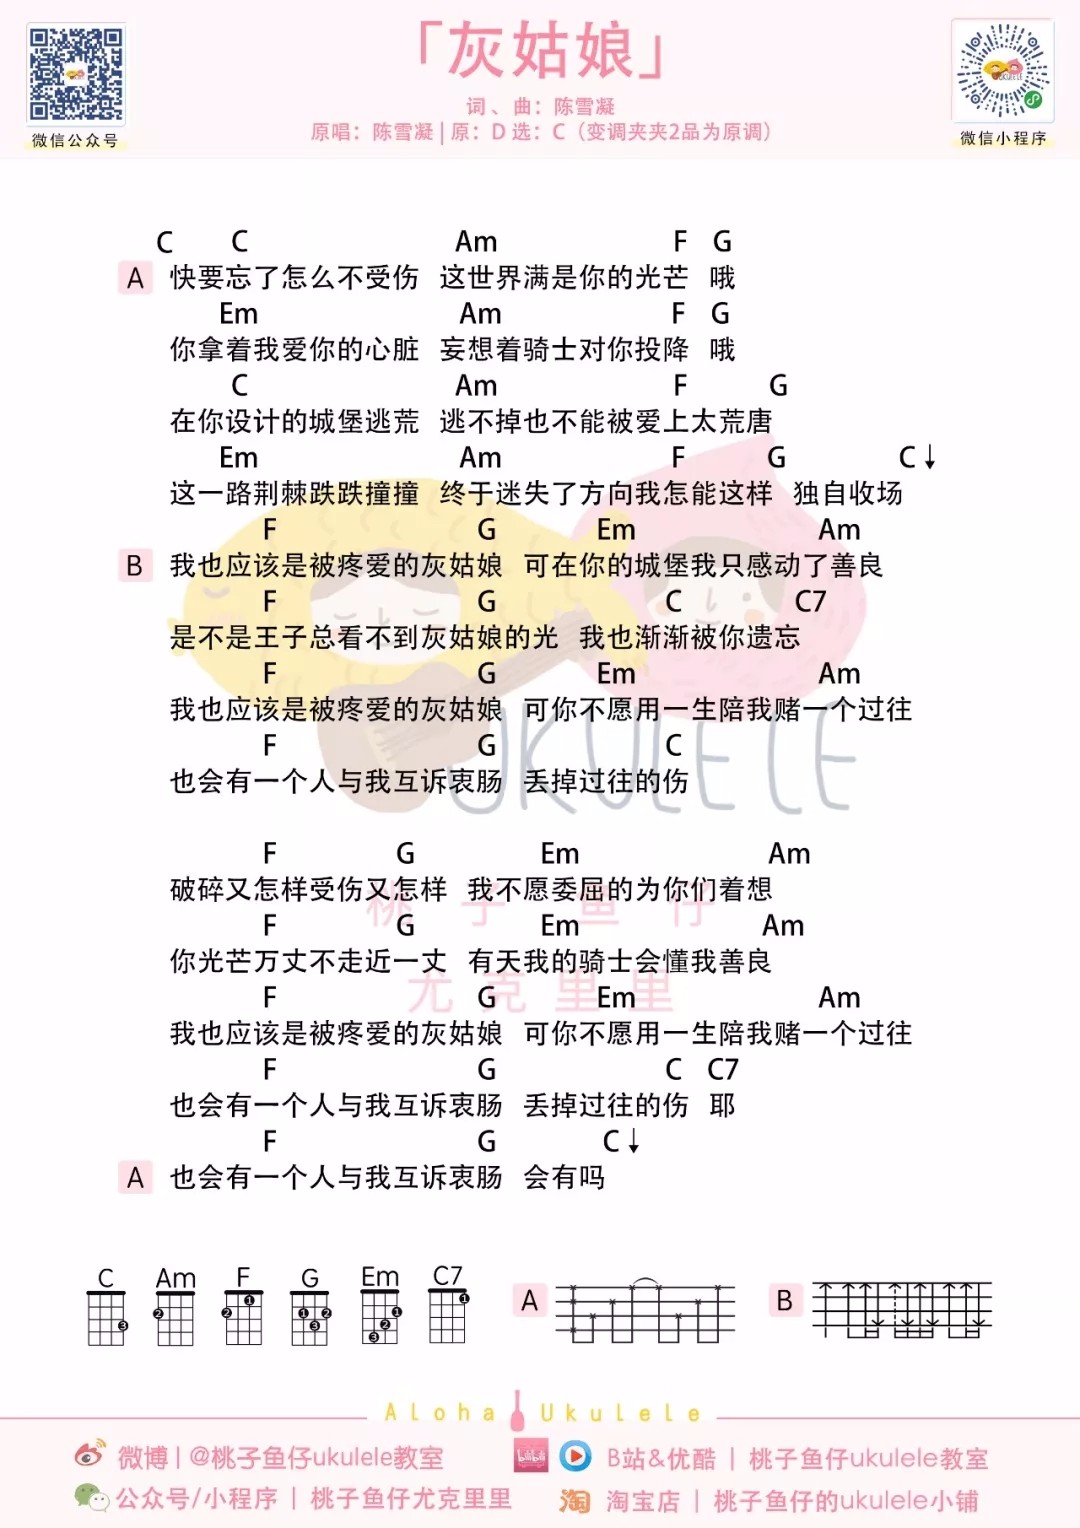 「灰姑娘」
词、曲：陈雪凝
原唱：陈雪凝 | 原：D 选：C（变调夹夹2品为原调）
微信公众号
微信小程序
C C Am F G
A 快要忘了怎么不受伤 这世界满是你的光芒 哦
Em Am F G
你拿着我爱你的心脏 妄想着骑士对你投降 哦
C Am F G
在你设计的城堡逃荒 逃不掉也不能被爱上太荒唐
Em Am F G C↓
这一路荆棘跌跌撞撞 终于迷失了方向我怎能这样 独自收场
F G Em Am
B 我也应该是被疼爱的灰姑娘 可在你的城堡我只感动了善良
F G C C7
是不是王子总看不到灰姑娘的光 我也渐渐被你遗忘
F G Em Am
我也应该是被疼爱的灰姑娘 可你不愿用一生陪我赌一个过往
F G C
也会有一个人与我互诉衷肠 丢掉过往的伤
UKULELE
F G Em Am
破碎又怎样受伤又怎样 我不愿委屈的为你们着想
桃子鱼仔
F G Em Am
你光芒万丈不走近一丈 有天我的骑士会懂我善良
尤克里里
F G Em Am
我也应该是被疼爱的灰姑娘 可你不愿用一生陪我赌一个过往
F G C C7
也会有一个人与我互诉衷肠 丢掉过往的伤 耶
F G C↓
A 也会有一个人与我互诉衷肠 会有吗
C Am F G Em C7 A B
Aloha Ukulele
微博 | @桃子鱼仔ukulele教室
B站&优酷 | 桃子鱼仔ukulele教室
公众号/小程序 | 桃子鱼仔尤克里里
淘 淘宝店 | 桃子鱼仔的ukulele小铺